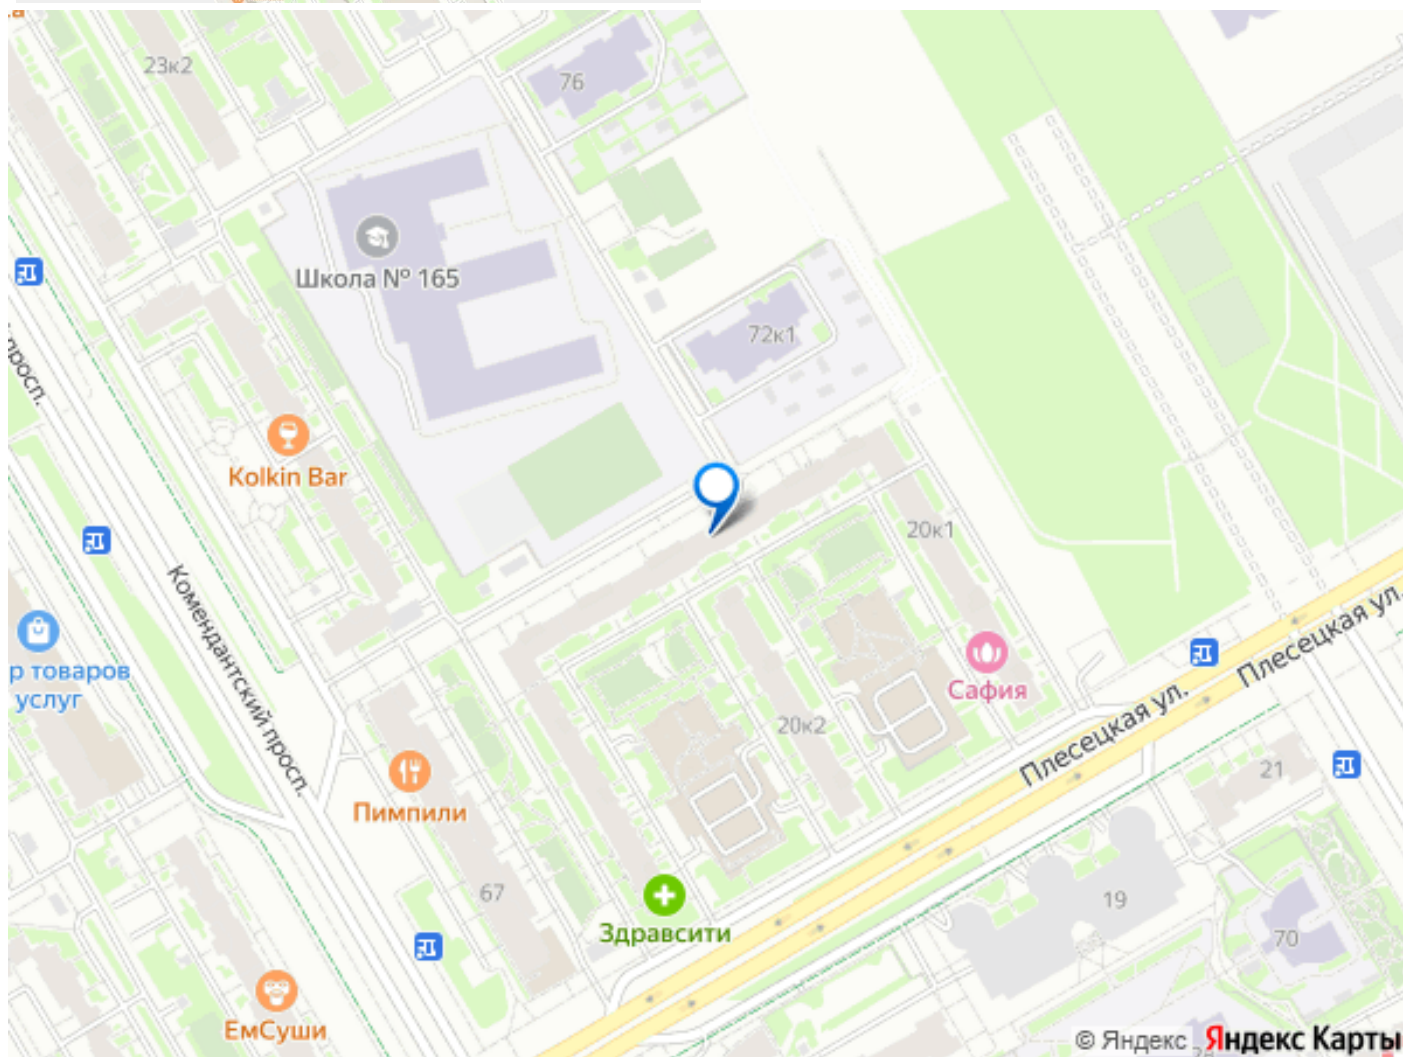 23к2
76
Школа № 165
72к1
просп.
Kolkin Bar
20к1
Комендантский просп.
р товаров
услуг
Сафия
Плесецкая ул.
Плесецкая ул.
20к2
21
Пимпили
67
19
Здравсити
70
ЕмСуши
© Яндекс Яндекс Карты